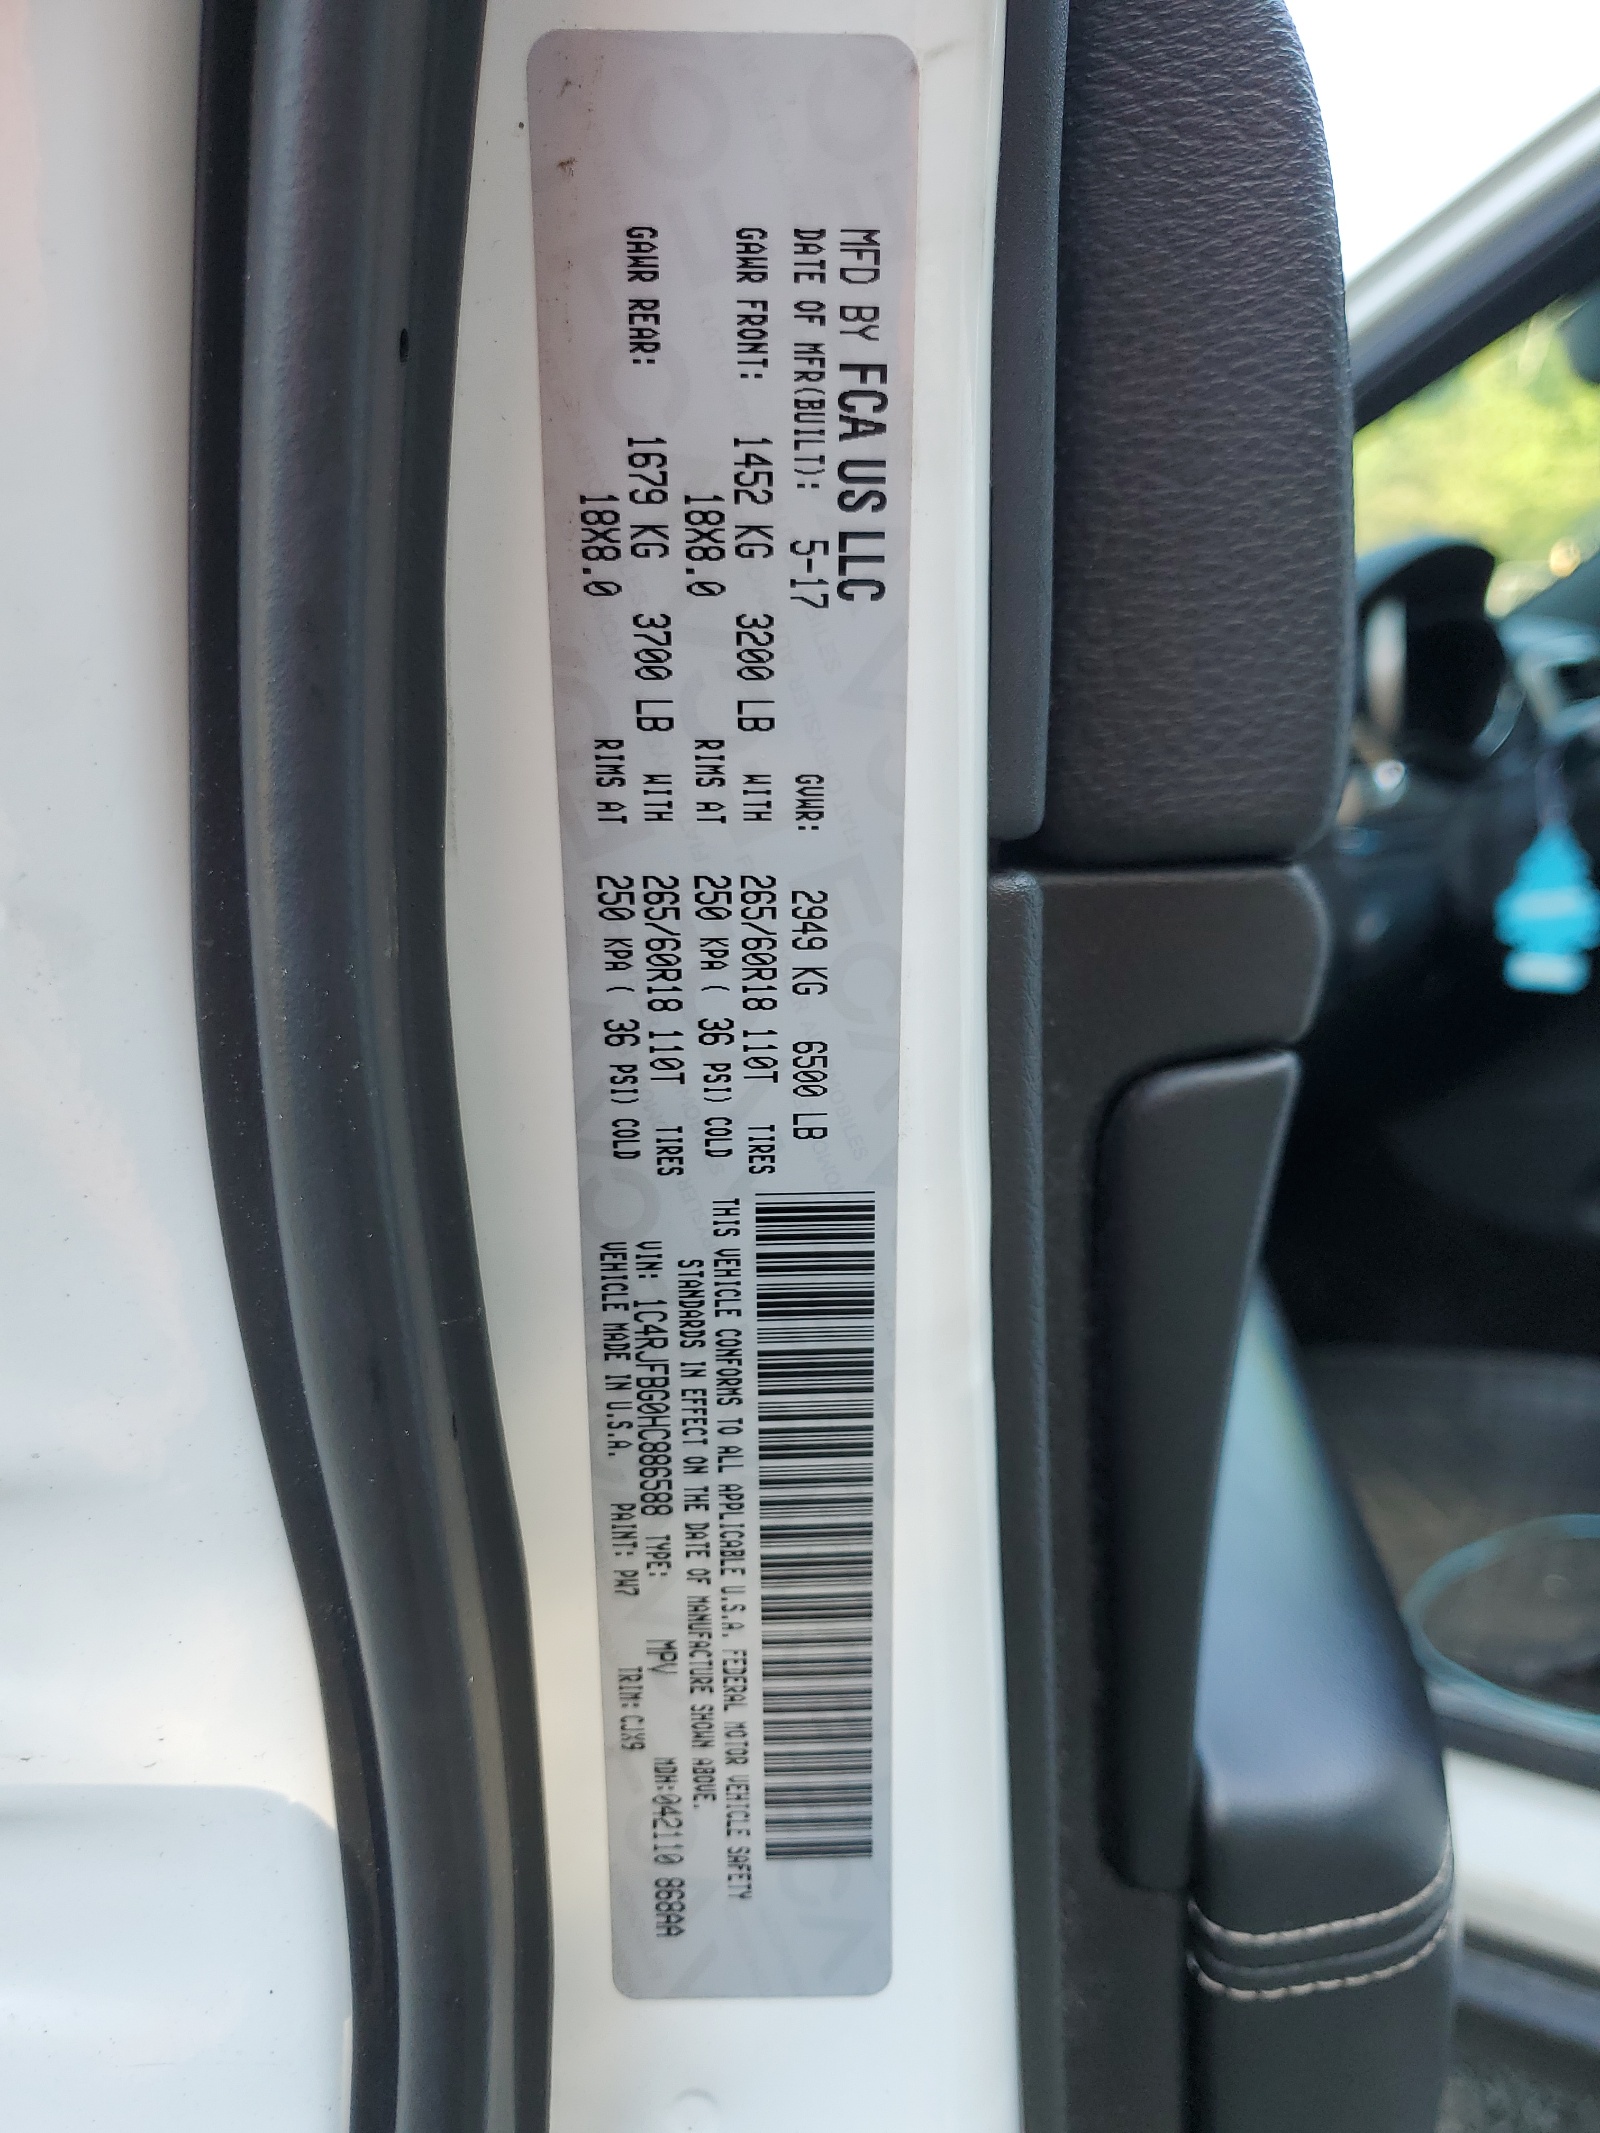 MFD BY FCA US LLC
DATE OF MFR(BUILT): 5-17 GVWR: 2949 KG 6500 LB
GAWR FRONT: 1452 KG 3200 LB WITH 265/60R18 110T TIRES
18X8.0 RIMS AT 250 KPA ( 36 PSI) COLD
GAWR REAR: 1679 KG 3700 LB WITH 265/60R18 110T TIRES
18X8.0 RIMS AT 250 KPA ( 36 PSI) COLD
THIS VEHICLE CONFORMS TO ALL APPLICABLE U.S.A. FEDERAL MOTOR VEHICLE SAFETY
STANDARDS IN EFFECT ON THE DATE OF MANUFACTURE SHOWN ABOVE.
VIN: 1C4RJFBG0HC886588 TYPE: MPV MDH:042110 868AA
VEHICLE MADE IN U.S.A. PAINT: PW7 TRIM:CJX9